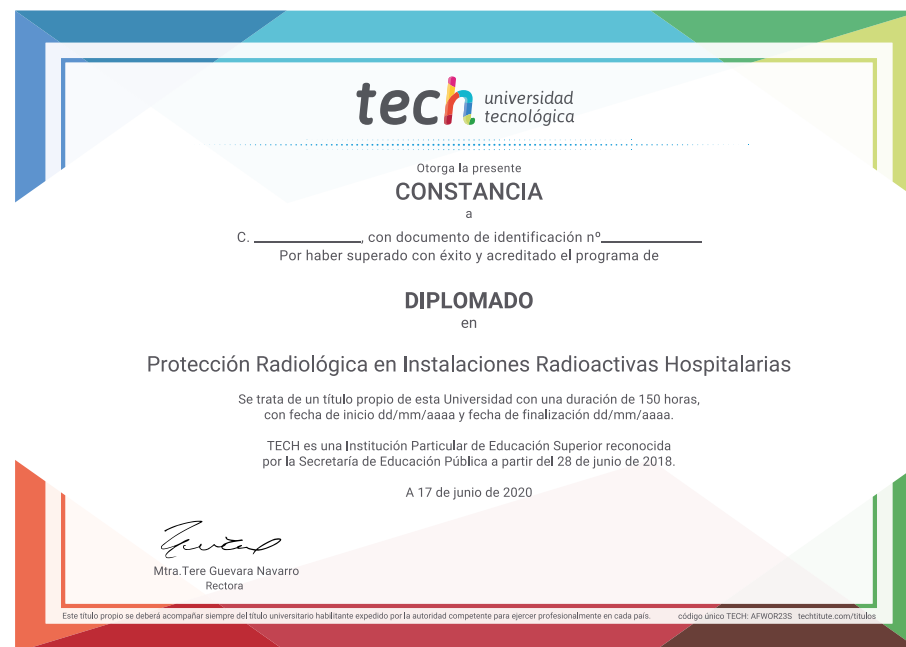 tech universidad
tecnológica
Otorga la presente
CONSTANCIA
a
C. ______________, con documento de identificación nº_____________
Por haber superado con éxito y acreditado el programa de
DIPLOMADO
en
Protección Radiológica en Instalaciones Radioactivas Hospitalarias
Se trata de un título propio de esta Universidad con una duración de 150 horas,
con fecha de inicio dd/mm/aaaa y fecha de finalización dd/mm/aaaa.
TECH es una Institución Particular de Educación Superior reconocida
por la Secretaría de Educación Pública a partir del 28 de junio de 2018.
A 17 de junio de 2020
Mtra.Tere Guevara Navarro
Rectora
Este título propio se deberá acompañar siempre del título universitario habilitante expedido por la autoridad competente para ejercer profesionalmente en cada país. código único TECH: AFWOR23S techtitute.com/titulos